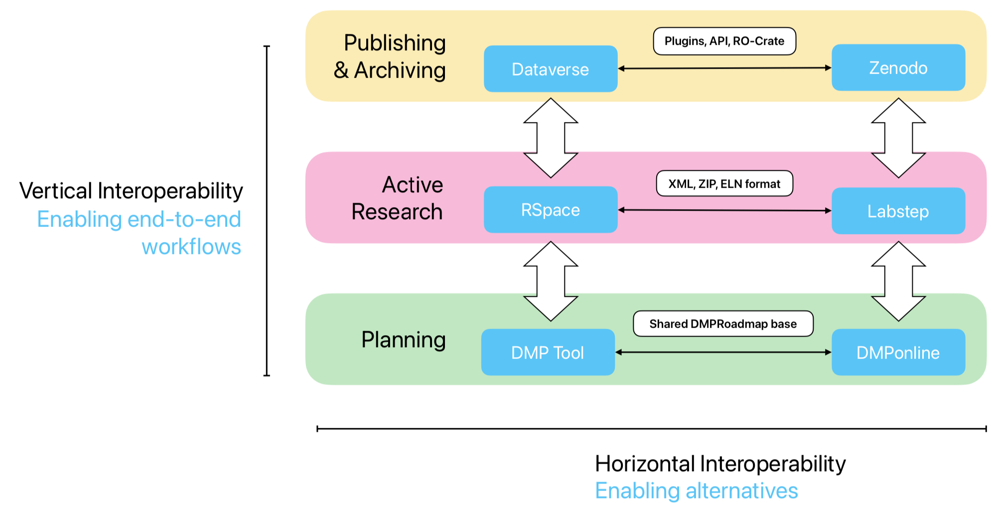 Publishing
& Archiving
Plugins, API, RO-Crate
Dataverse
Zenodo
Vertical Interoperability
Enabling end-to-end
workflows
Active
Research
XML, ZIP, ELN format
RSpace
Labstep
Planning
Shared DMPRoadmap base
DMP Tool
DMPonline
Horizontal Interoperability
Enabling alternatives